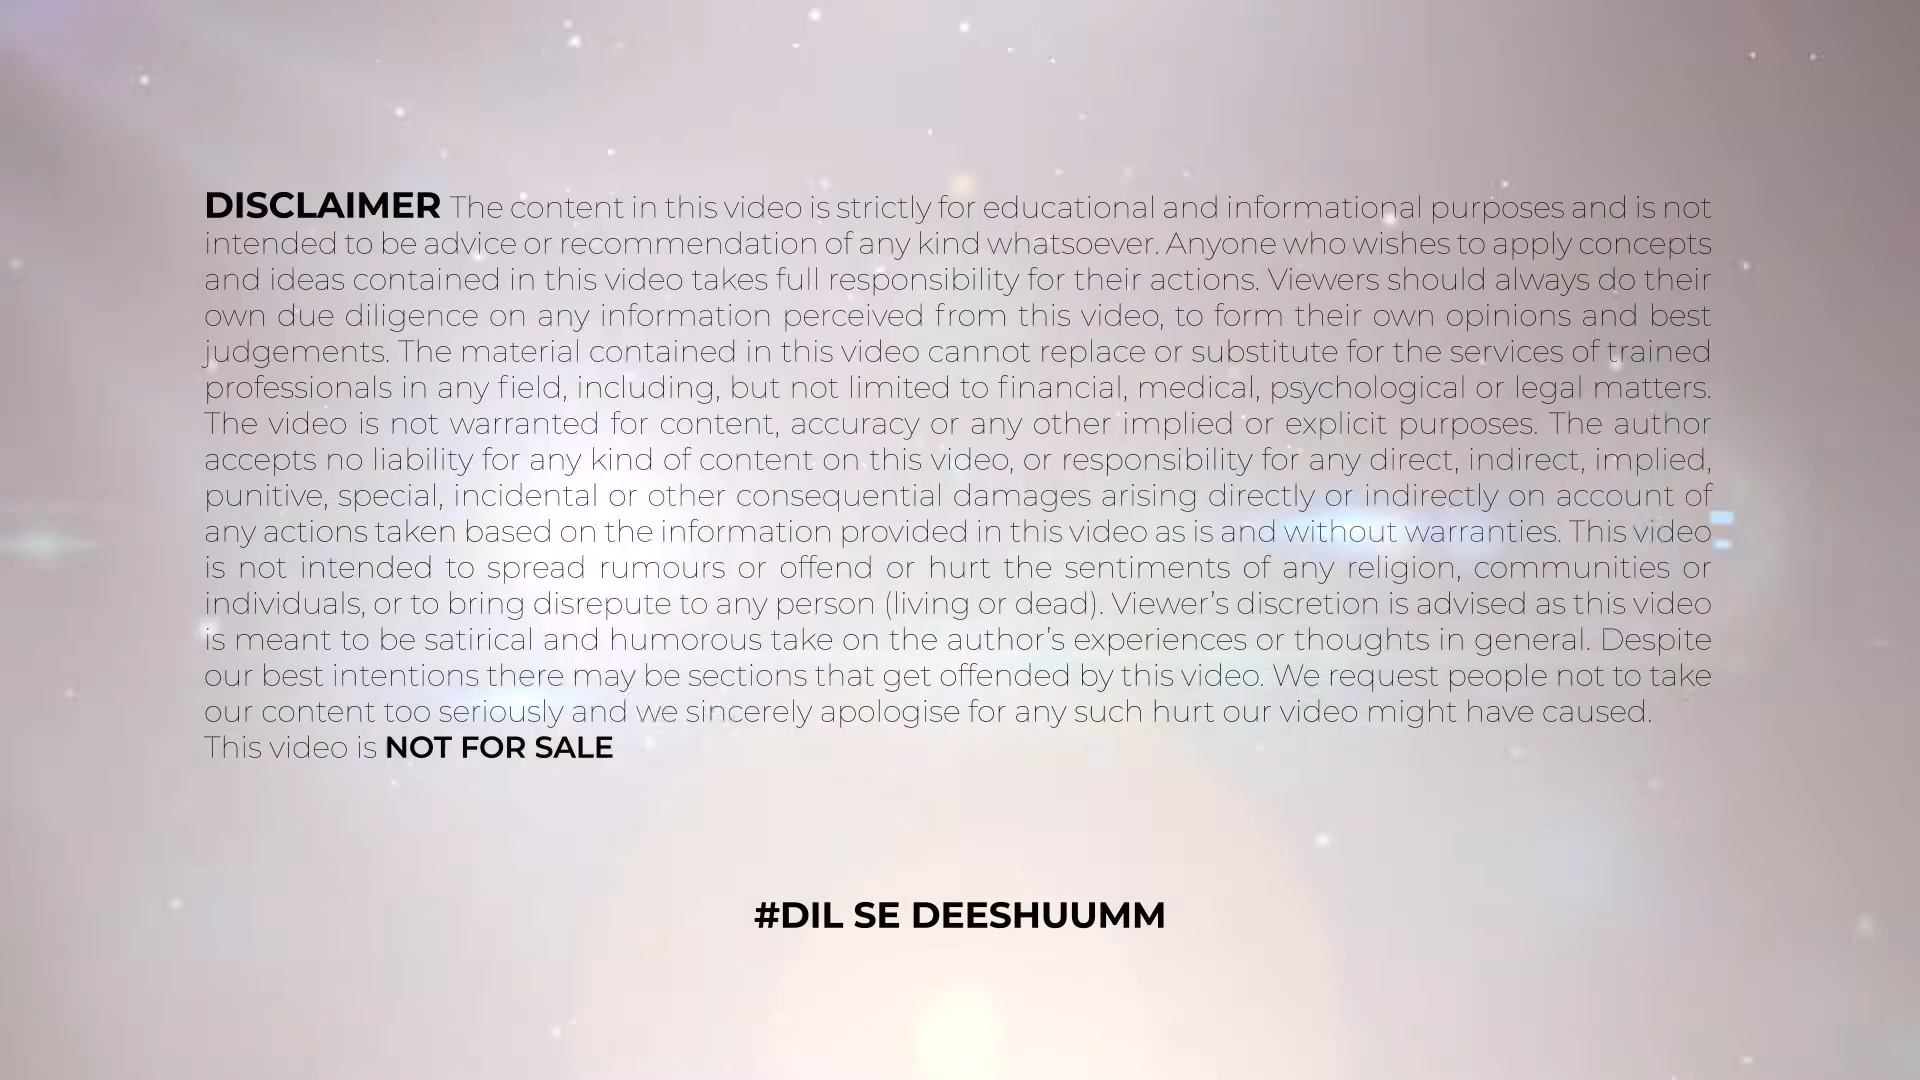 DISCLAIMER The content in this video is strictly for educational and informational purposes and is not
intended to be advice or recommendation of any kind whatsoever. Anyone who wishes to apply concepts
and ideas contained in this video takes full responsibility for their actions. Viewers should always do their
own due diligence on any information perceived from this video, to form their own opinions and best
judgements. The material contained in this video cannot replace or substitute for the services of trained
professionals in any field, including, but not limited to financial, medical, psychological or legal matters.
The video is not warranted for content, accuracy or any other implied or explicit purposes. The author
accepts no liability for any kind of content on this video, or responsibility for any direct, indirect, implied,
punitive, special, incidental or other consequential damages arising directly or indirectly on account of
any actions taken based on the information provided in this video as is and without warranties. This video
is not intended to spread rumours or offend or hurt the sentiments of any religion, communities or
individuals, or to bring disrepute to any person (living or dead). Viewer’s discretion is advised as this video
is meant to be satirical and humorous take on the author’s experiences or thoughts in general. Despite
our best intentions there may be sections that get offended by this video. We request people not to take
our content too seriously and we sincerely apologise for any such hurt our video might have caused.
This video is NOT FOR SALE
#DIL SE DEESHUUMM